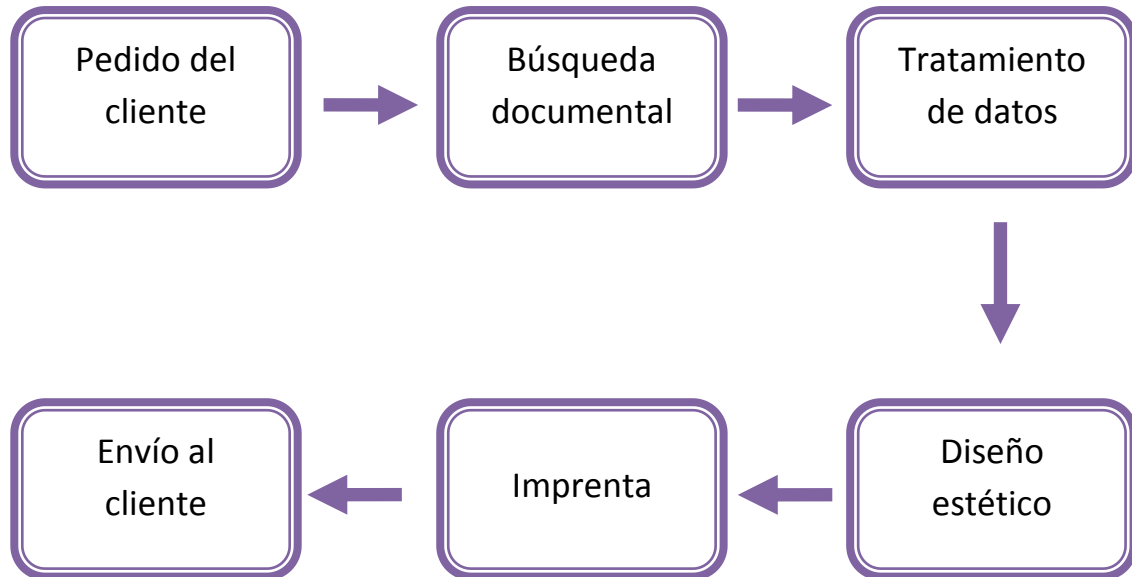 Pedido del
cliente
Búsqueda
documental
Tratamiento
de datos
Diseño
estético
Imprenta
Envío al
cliente